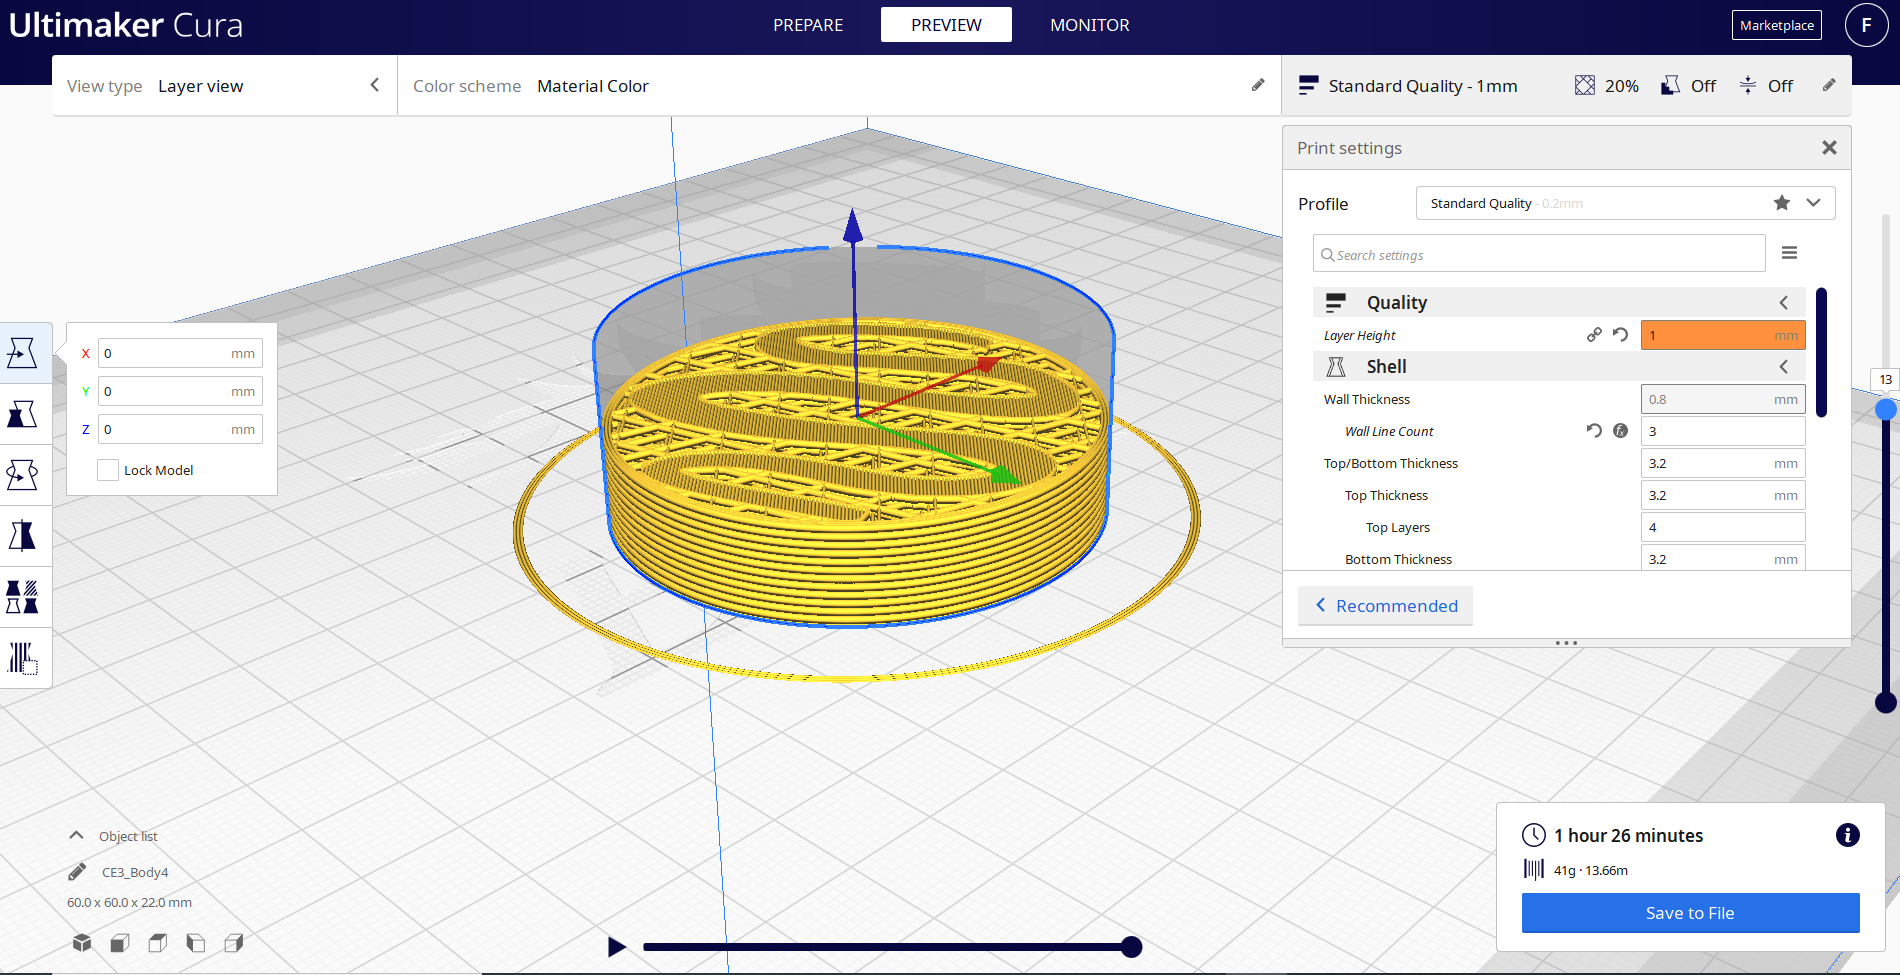 Ultimaker Cura
PREPARE
PREVIEW
MONITOR
Marketplace
F
View type Layer view
Color scheme Material Color
Standard Quality - 1mm
20%
Off
Off
Print settings
Profile
Standard Quality - 0.2mm
Search settings
Quality
Layer Height 1 mm
Shell
Wall Thickness 0.8 mm
Wall Line Count 3
Top/Bottom Thickness 3.2 mm
Top Thickness 3.2 mm
Top Layers 4
Bottom Thickness 3.2 mm
Recommended
13
X 0 mm
Y 0 mm
Z 0 mm
Lock Model
Object list
CE3_Body4
60.0 x 60.0 x 22.0 mm
1 hour 26 minutes
41g · 13.66m
Save to File